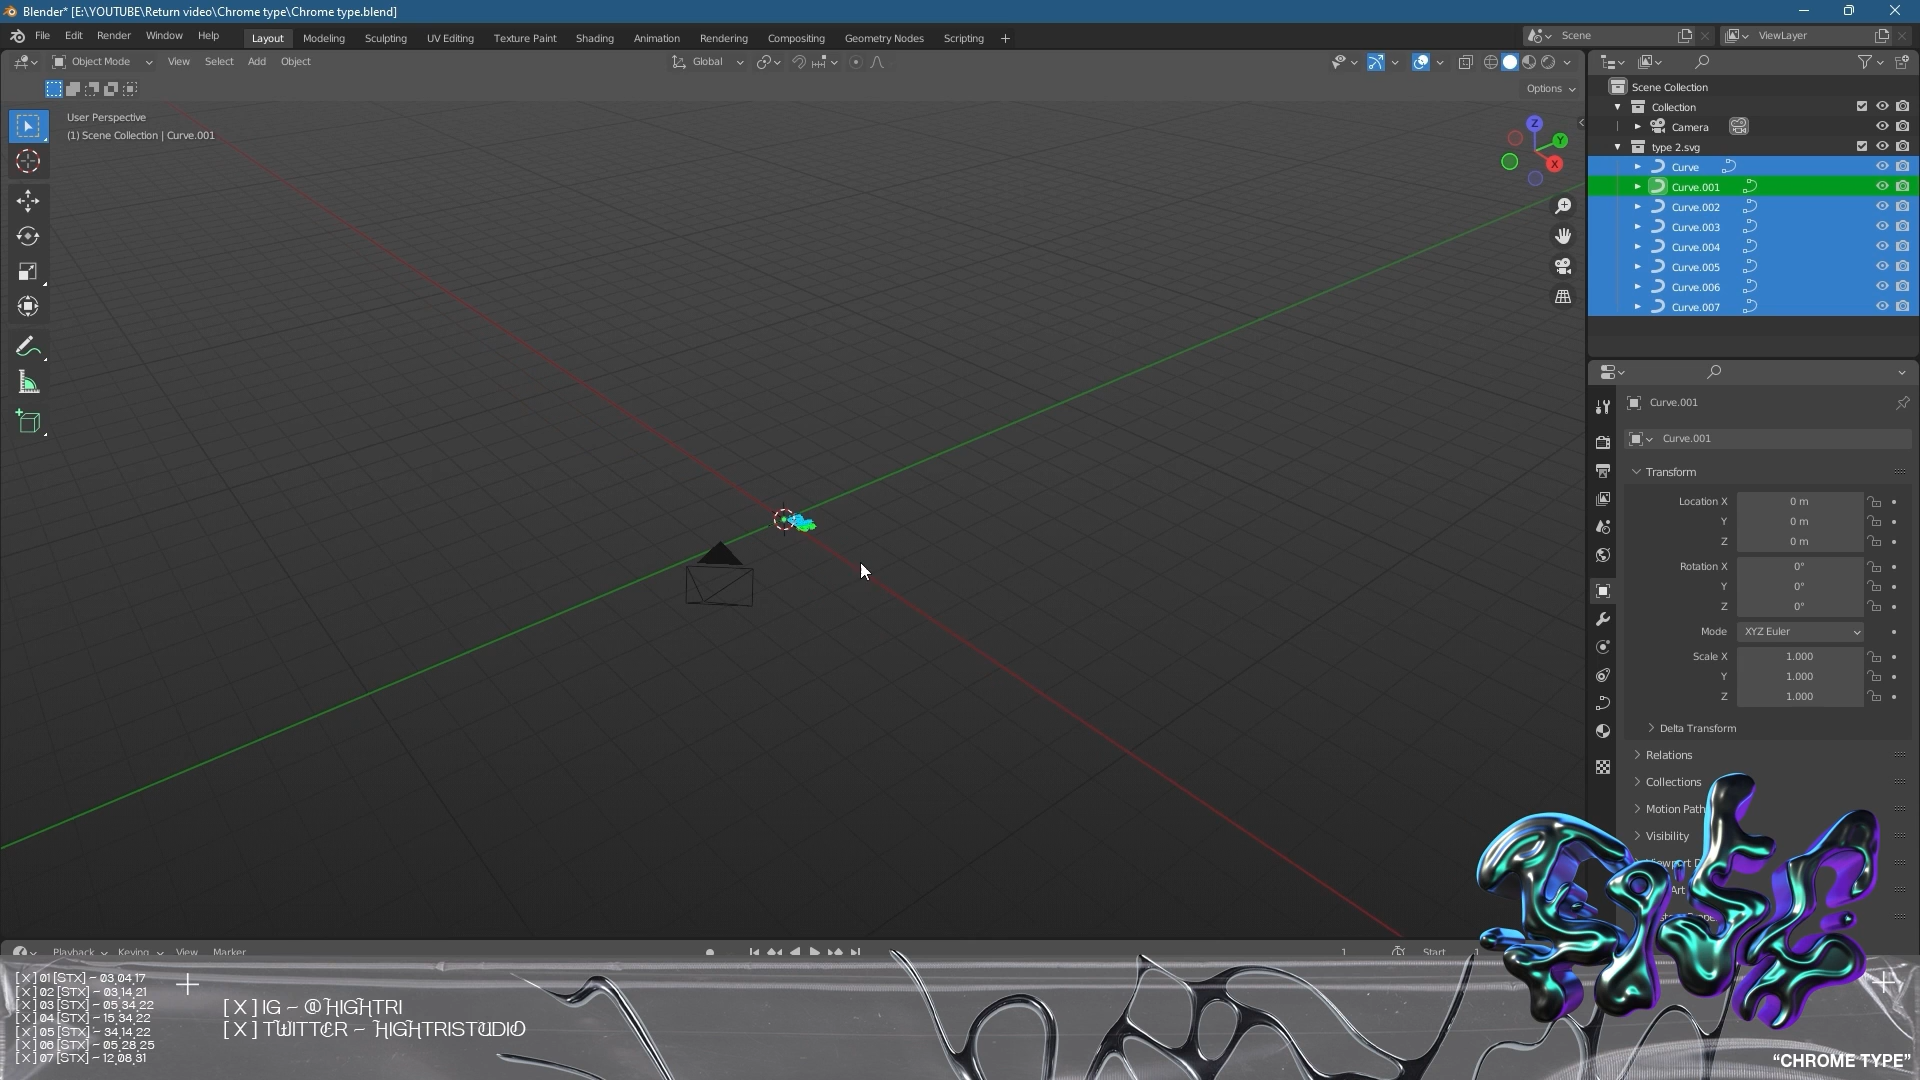 Blender* [E:\YOUTUBE\Return video\Chrome type\Chrome type.blend]
File Edit Render Window Help Layout Modeling Sculpting UV Editing Texture Paint Shading Animation Rendering Compositing Geometry Nodes Scripting + Scene ViewLayer
Object Mode View Select Add Object Global
Options
User Perspective
(1) Scene Collection | Curve.001
Z
Y
X
Scene Collection
Collection
Camera
type 2.svg
Curve
Curve.001
Curve.002
Curve.003
Curve.004
Curve.005
Curve.006
Curve.007
Curve.001
Curve.001
Transform
Location X 0 m
Y 0 m
Z 0 m
Rotation X 0°
Y 0°
Z 0°
Mode XYZ Euler
Scale X 1.000
Y 1.000
Z 1.000
Delta Transform
Relations
Collections
Motion Path
Visibility
Playback Keying View Marker 1 Start
[X] 01 [STX] – 03.04.17
[X] 02 [STX] – 03.14.21
[X] 03 [STX] – 05.34.22
[X] 04 [STX] – 15.34.22
[X] 05 [STX] – 34.14.22
[X] 06 [STX] – 05.28.25
[X] 07 [STX] – 12.08.31
[X] IG – @HIGHTRI
[X] TWITTER – HIGHTRISTUDIO
“CHROME TYPE”